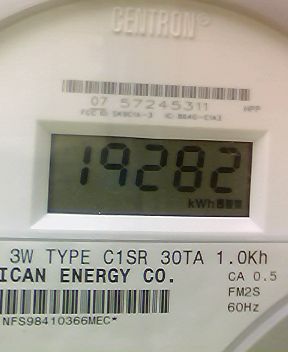 CENTRON®
07 57245311
19282
kWh
3W TYPE C1SR 30TA 1.0Kh
ICAN ENERGY CO. CA 0.5
FM2S
60Hz
NFS98410366MEC*